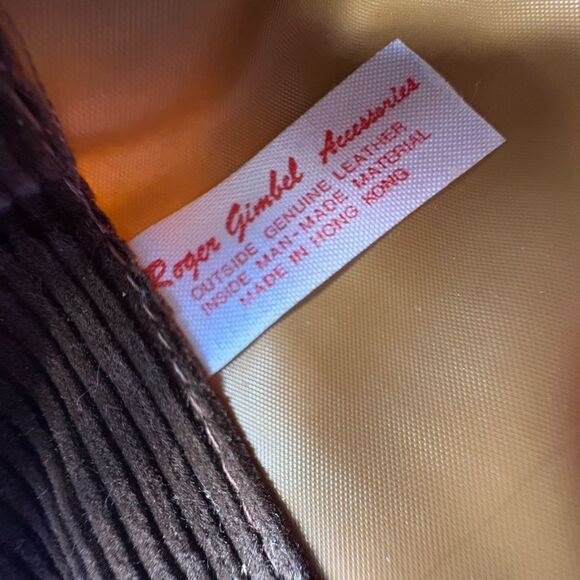 Roger Gimbel Accessories
OUTSIDE GENUINE LEATHER
INSIDE MAN-MADE MATERIAL
MADE IN HONG KONG